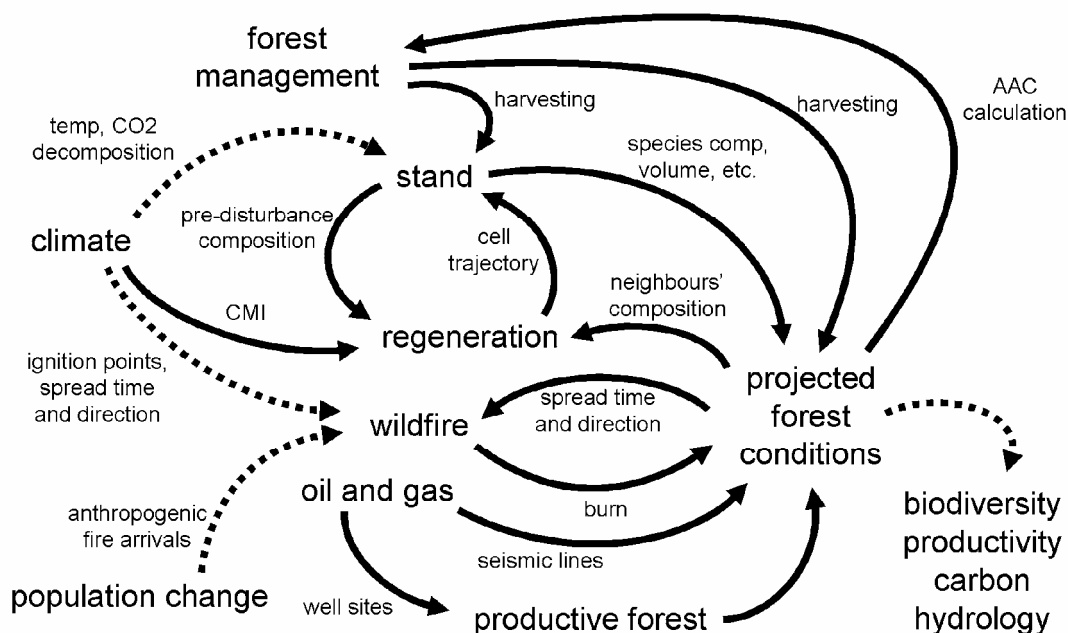 forest
management
AAC
calculation
harvesting
harvesting
temp, CO2
decomposition
species comp,
volume, etc.
stand
pre-disturbance
composition
climate
cell
trajectory
neighbours'
composition
CMI
regeneration
ignition points,
spread time
and direction
projected
forest
conditions
spread time
and direction
wildfire
oil and gas
burn
biodiversity
productivity
carbon
hydrology
anthropogenic
fire arrivals
seismic lines
population change
well sites
productive forest